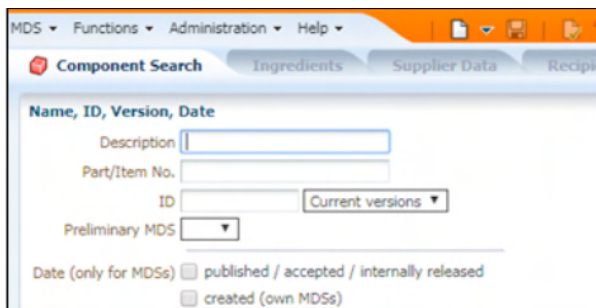 MDS Functions Administration Help
Component Search Ingredients Supplier Data
Name, ID, Version, Date
Description
Part/Item No.
ID Current versions
Preliminary MDS
Date (only for MDSs) published / accepted / internally released
created (own MDSs)